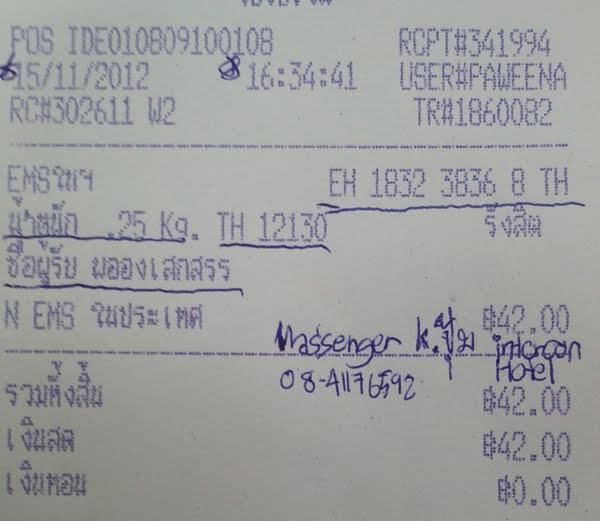 POS IDE010809100108 RCPT#341994
15/11/2012 16:34:41 USER#PAWEENA
RC#302611 W2 TR#1860082
EMSในฯ EH 1832 3836 8 TH
น้ำหนัก .25 Kg. TH 12130 รังสิต
ชื่อผู้รับ ผอองเสกสรร
N EMS ในประเทศ ฿42.00
Massenger
Hotel
08-41176592
รวมทั้งสิ้น ฿42.00
เงินสด ฿42.00
เงินทอน ฿0.00